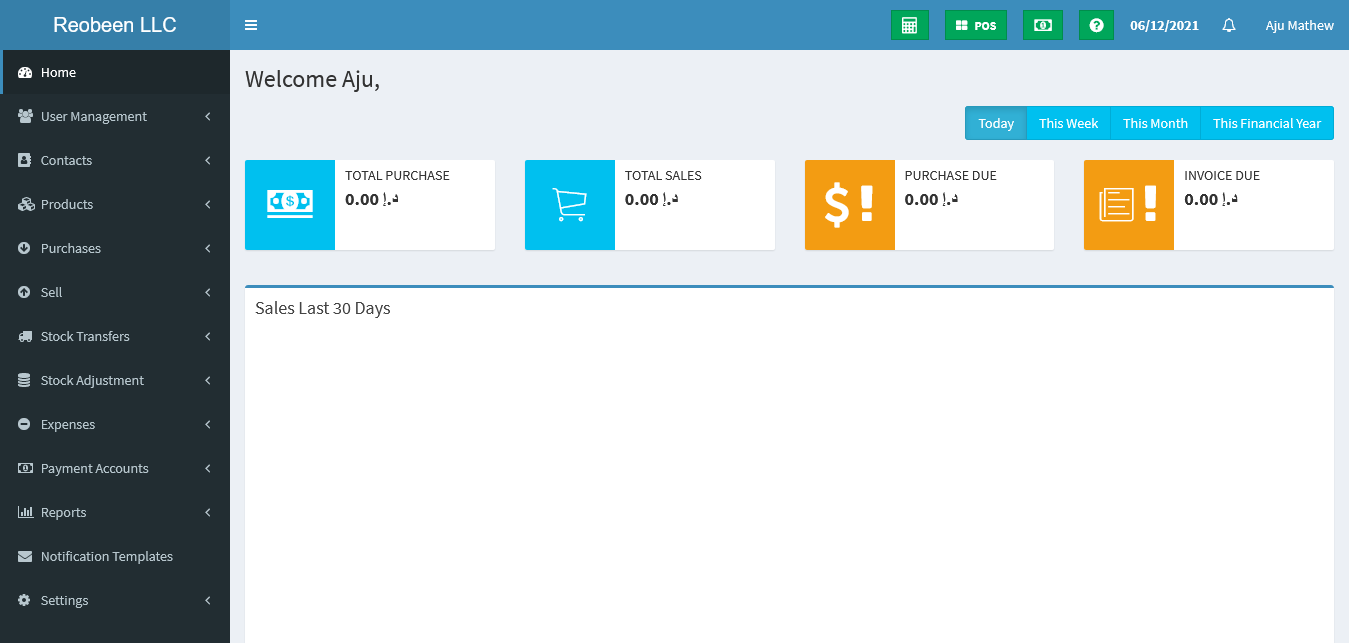 Reobeen LLC
POS
06/12/2021
Aju Mathew
Home
User Management
Contacts
Products
Purchases
Sell
Stock Transfers
Stock Adjustment
Expenses
Payment Accounts
Reports
Notification Templates
Settings
Welcome Aju,
Today
This Week
This Month
This Financial Year
TOTAL PURCHASE
0.00 د.إ
TOTAL SALES
0.00 د.إ
PURCHASE DUE
0.00 د.إ
INVOICE DUE
0.00 د.إ
Sales Last 30 Days